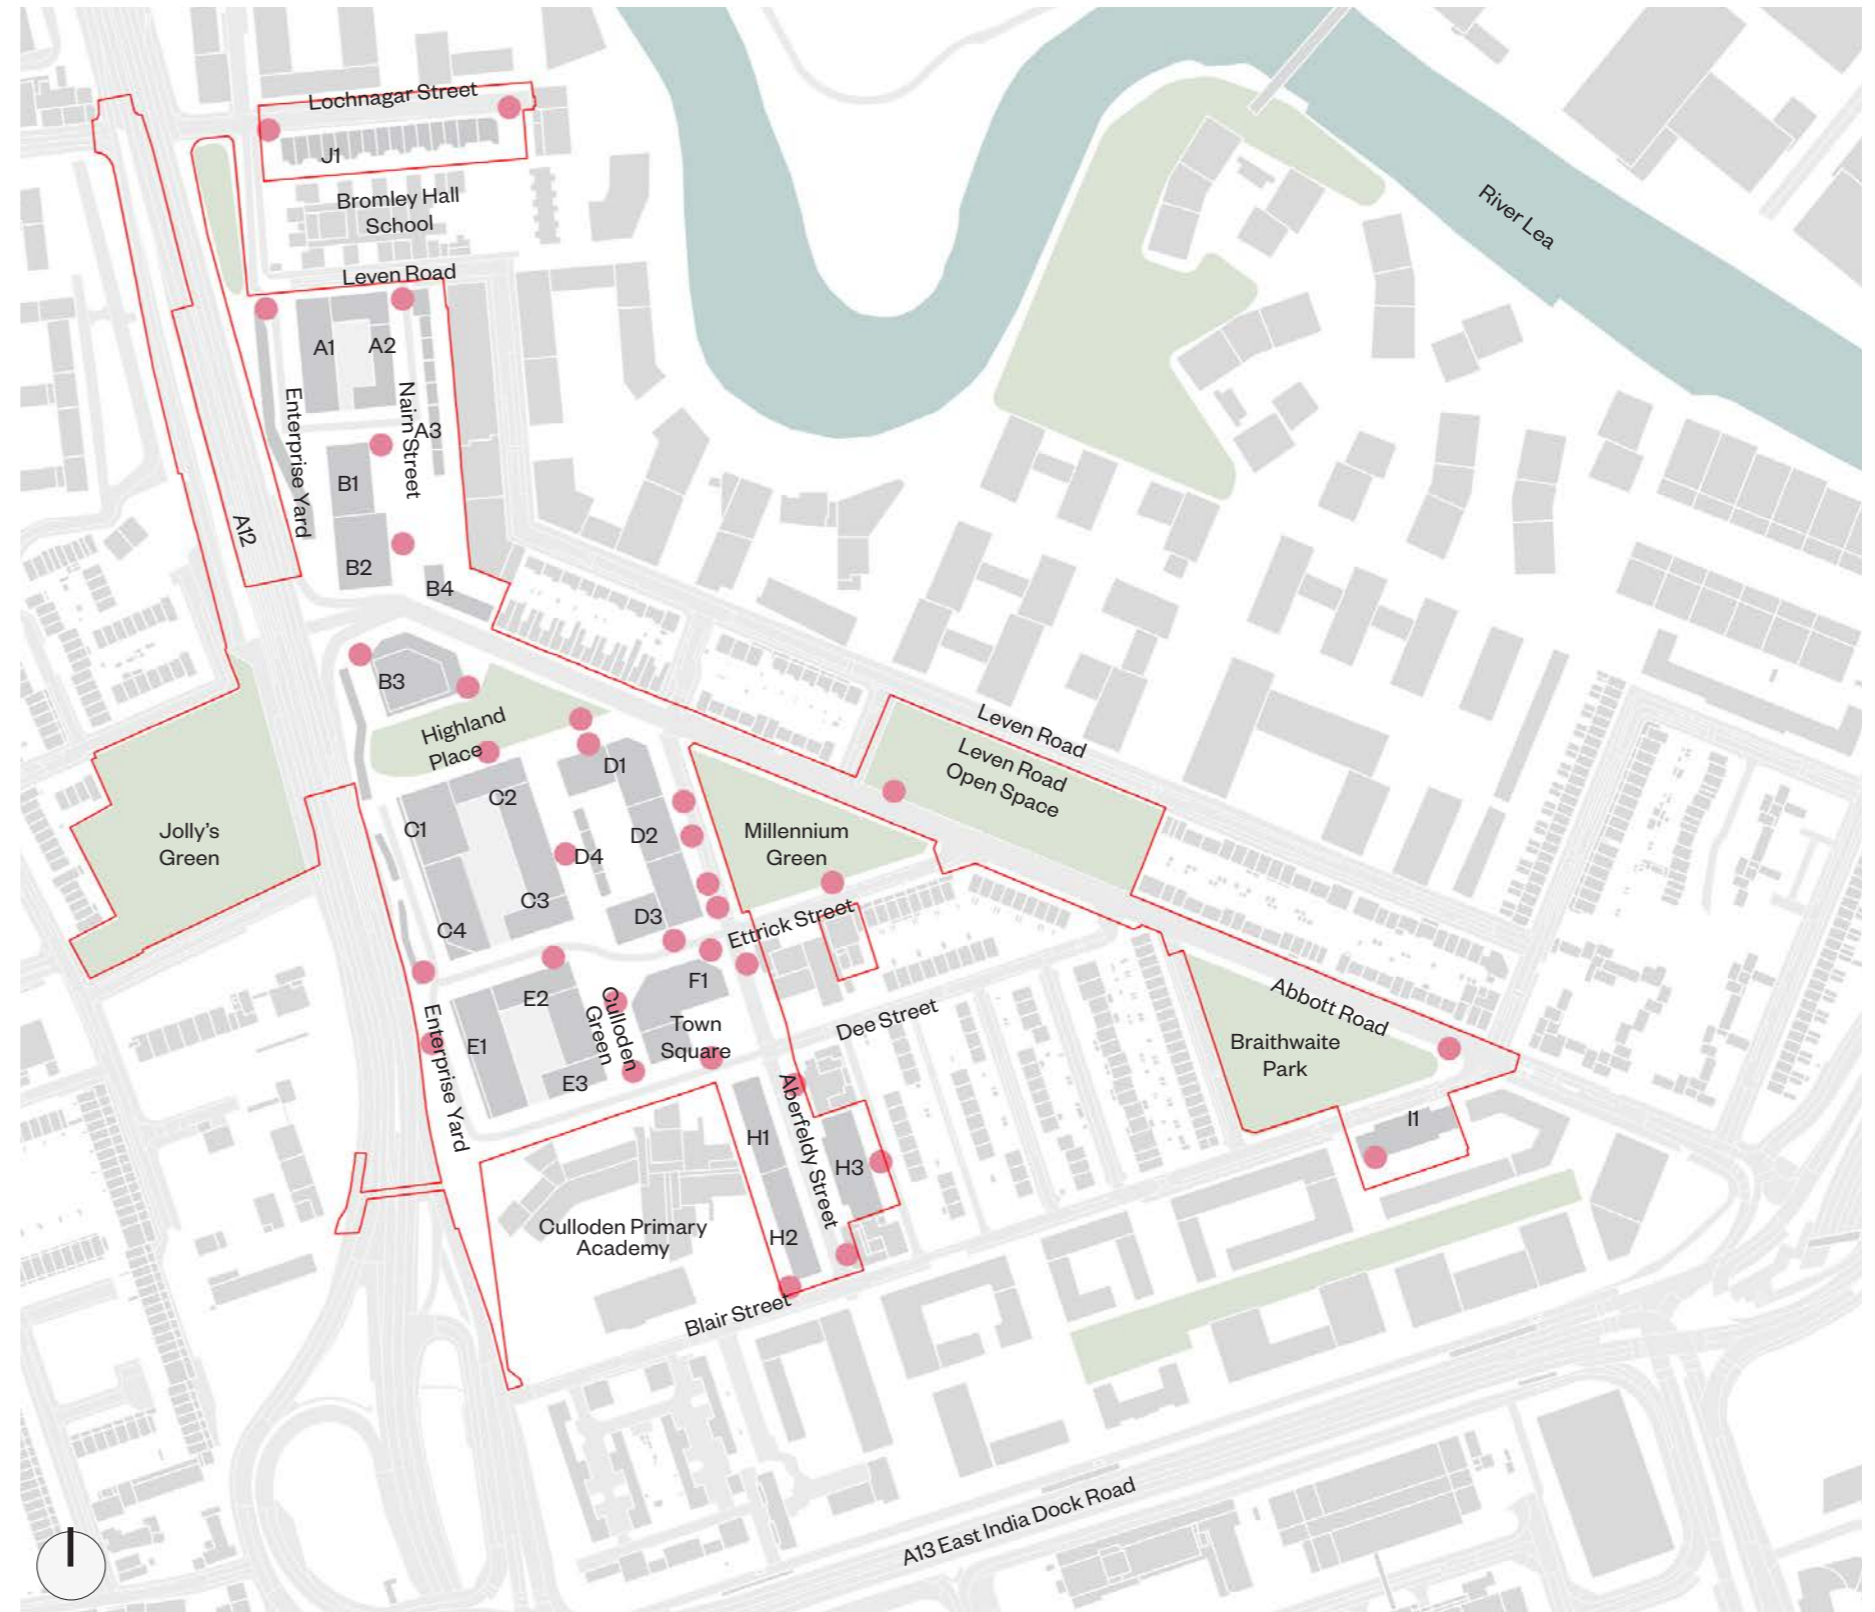 Lochnagar Street
J1
Bromley Hall
School
River Lea
Leven Road
A1
A2
Enterprise Yard
Nairn Street
A3
B1
A12
B2
B4
B3
Highland
Place
Leven Road
Leven Road
Open Space
D1
C2
C1
Jolly's
Green
D2
Millennium
Green
D4
C3
D3
C4
Ettrick Street
F1
E2
Culloden
Green
Abbott Road
Enterprise Yard
E1
Town
Square
Dee Street
Braithwaite
Park
E3
Aberfeldy Street
I1
H1
H3
Culloden Primary
Academy
H2
Blair Street
A13 East India Dock Road